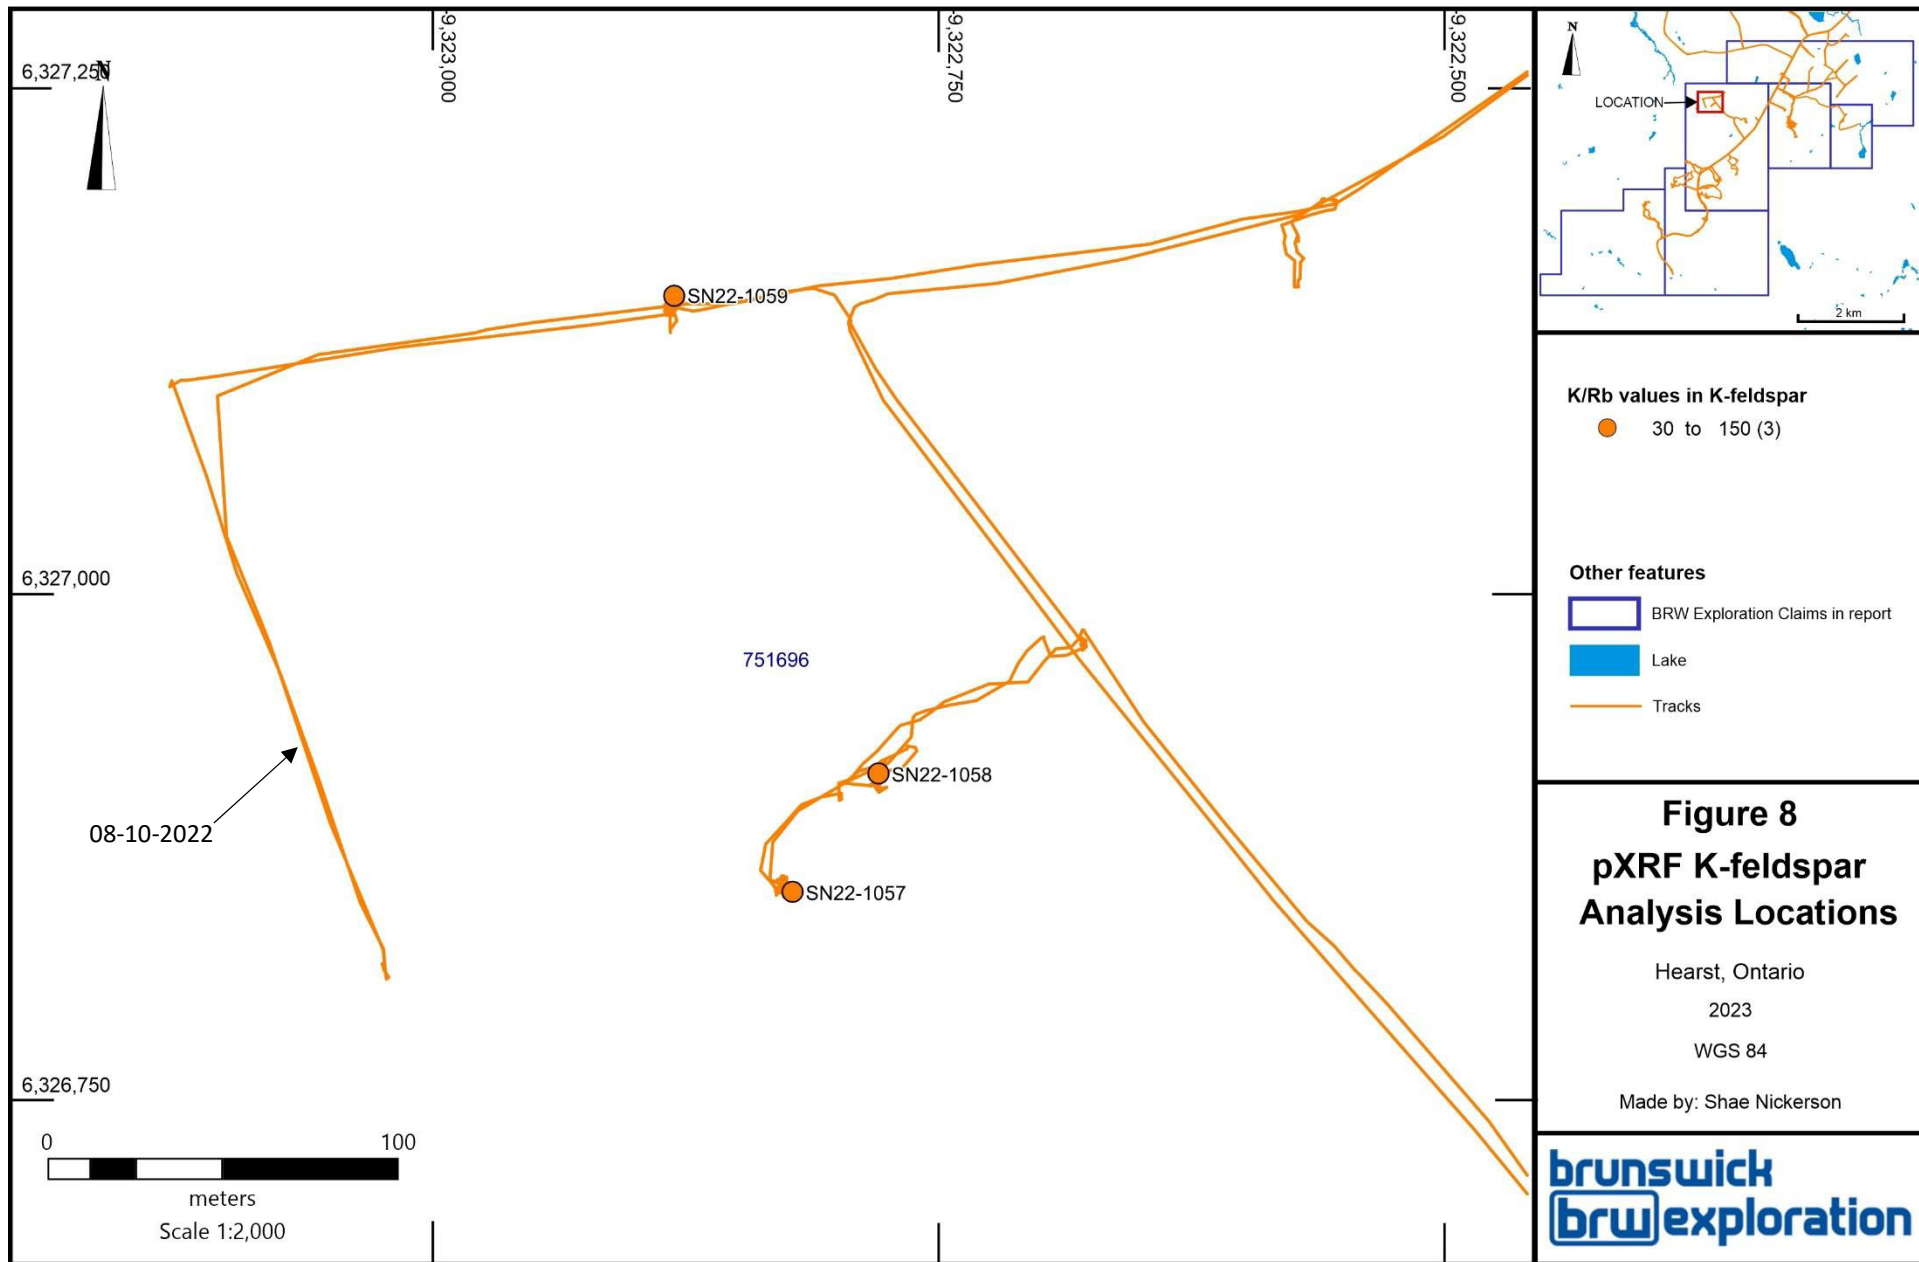 -9,323,000
-9,322,750
-9,322,500
6,327,250
N
SN22-1059
6,327,000
751696
SN22-1058
08-10-2022
SN22-1057
6,326,750
0 100
meters
Scale 1:2,000
N
LOCATION
2 km
K/Rb values in K-feldspar
30 to 150 (3)
Other features
BRW Exploration Claims in report
Lake
Tracks
Figure 8
pXRF K-feldspar
Analysis Locations
Hearst, Ontario
2023
WGS 84
Made by: Shae Nickerson
brunswick
brw exploration